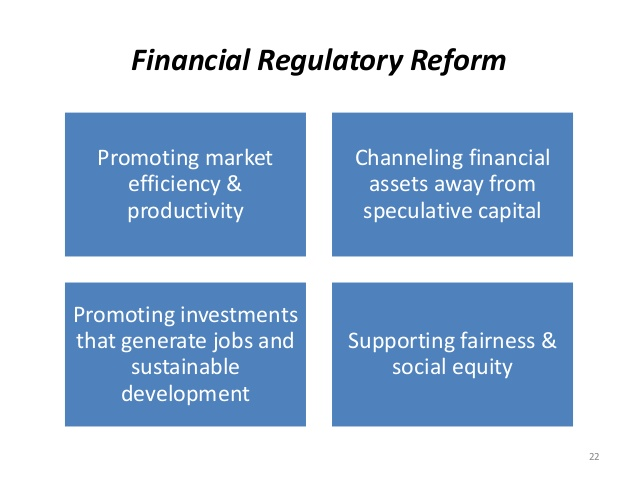 Financial Regulatory Reform
Promoting market
efficiency &
productivity
Channeling financial
assets away from
speculative capital
Promoting investments
that generate jobs and
sustainable
development
Supporting fairness &
social equity
22